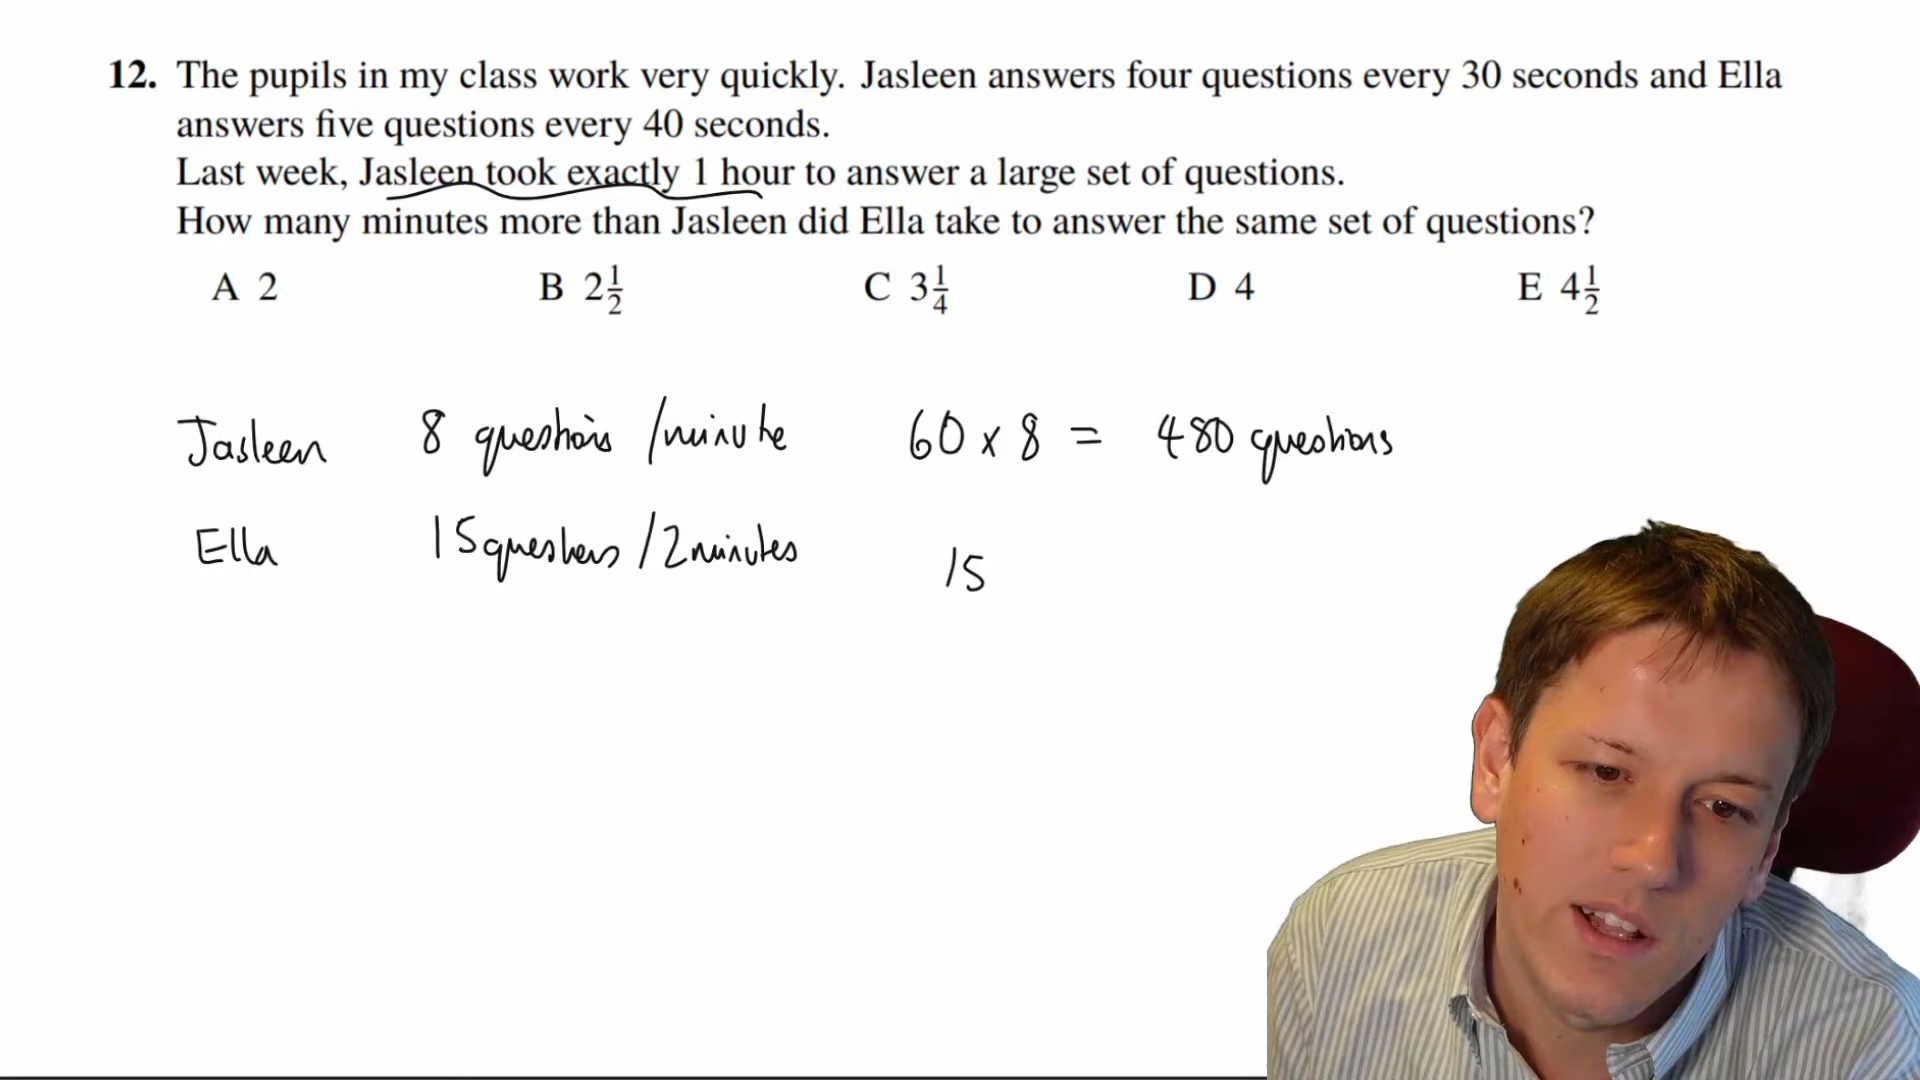 12. The pupils in my class work very quickly. Jasleen answers four questions every 30 seconds and Ella
answers five questions every 40 seconds.
Last week, Jasleen took exactly 1 hour to answer a large set of questions.
How many minutes more than Jasleen did Ella take to answer the same set of questions?
A 2 B 2½ C 3¼ D 4 E 4½
Jasleen 8 questions /minute 60 x 8 = 480 questions
Ella 15 questions /2 minutes 15